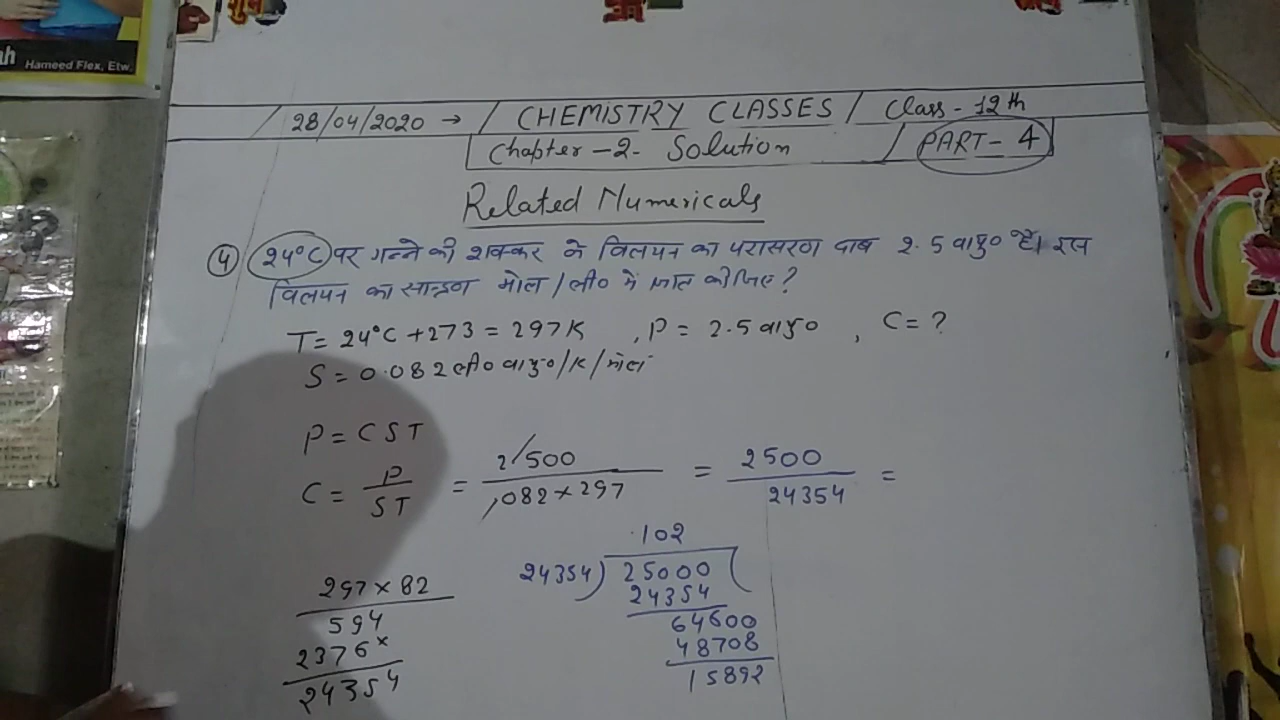 Hameed Flex, Etw.
28/04/2020 → / CHEMISTRY CLASSES / Class - 12th
Chapter - 2. Solution / PART - 4
Related Numericals
④ 24°C पर गन्ने की शक्कर के विलयन का परासरण दाब 2.5 वायु० है। इस
विलयन का सान्द्रण मोल / ली० में ज्ञात कीजिए ?
T = 24°C + 273 = 297K , P = 2.5 वायु० , C = ?
S = 0.082 ली० वायु०/K/मोल
P = CST
C = P/ST = 2/500 / ,082 × 297 = 2500 / 24354 =
.102
24354 ) 25000 (
24354
64600
48708
15892
297 × 82
594
2376×
24354